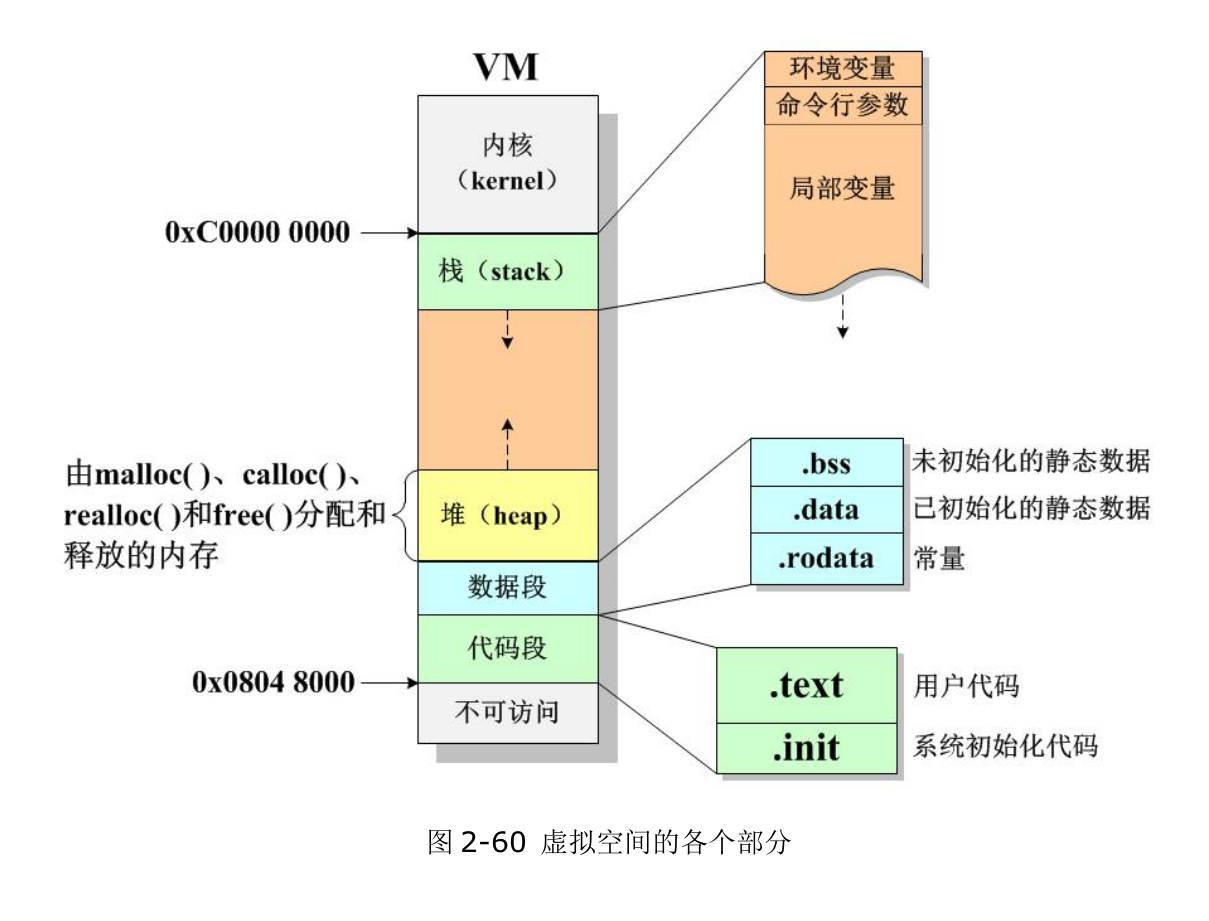 VM
内核
（kernel）
0xC0000 0000
栈（stack）
环境变量
命令行参数
局部变量
由malloc( )、calloc( )、
realloc( )和free( )分配和
释放的内存
堆（heap）
数据段
代码段
0x0804 8000
不可访问
.bss 未初始化的静态数据
.data 已初始化的静态数据
.rodata 常量
.text 用户代码
.init 系统初始化代码
图 2-60 虚拟空间的各个部分